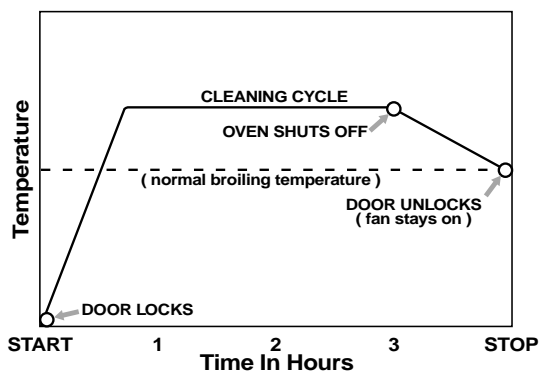 CLEANING CYCLE
OVEN SHUTS OFF
( normal broiling temperature )
DOOR UNLOCKS
( fan stays on )
DOOR LOCKS
Temperature
START 1 2 3 STOP
Time In Hours